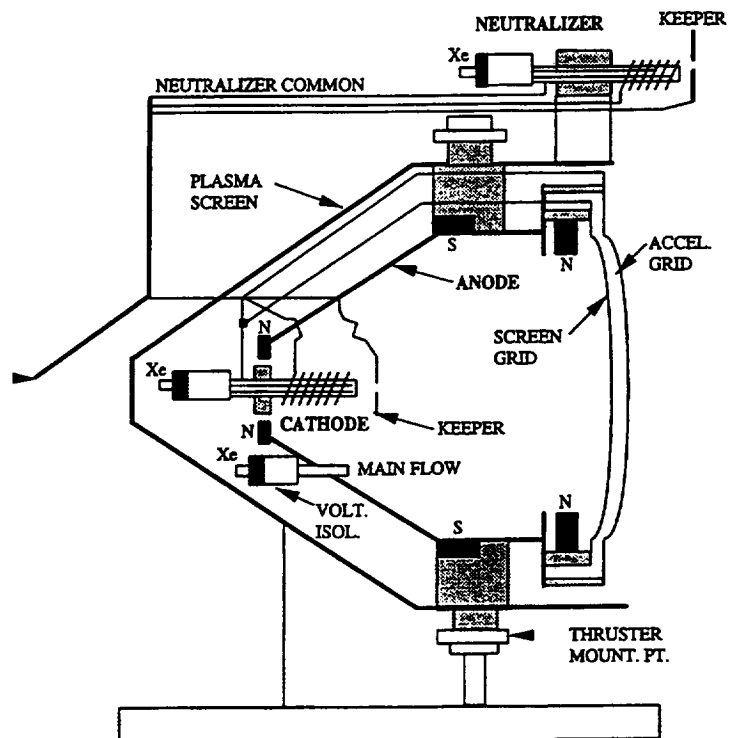 KEEPER
NEUTRALIZER
Xe
NEUTRALIZER COMMON
PLASMA
SCREEN
S
N
ACCEL.
GRID
ANODE
SCREEN
GRID
N
Xe
CATHODE
KEEPER
N
Xe
MAIN FLOW
VOLT.
ISOL.
S
N
THRUSTER
MOUNT. PT.